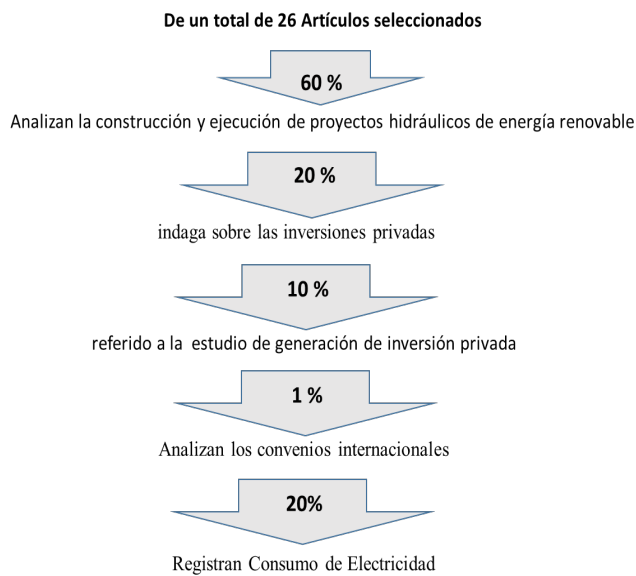 De un total de 26 Artículos seleccionados
60 %
Analizan la construcción y ejecución de proyectos hidráulicos de energía renovable
20 %
indaga sobre las inversiones privadas
10 %
referido a la estudio de generación de inversión privada
1 %
Analizan los convenios internacionales
20%
Registran Consumo de Electricidad